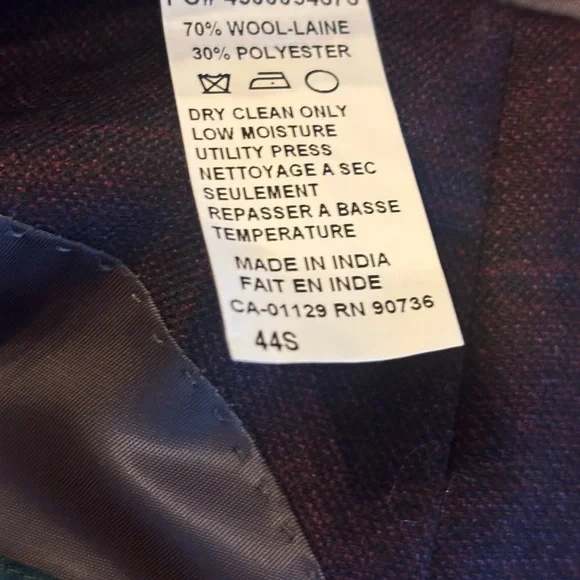 70% WOOL-LAINE
30% POLYESTER
DRY CLEAN ONLY
LOW MOISTURE
UTILITY PRESS
NETTOYAGE A SEC
SEULEMENT
REPASSER A BASSE
TEMPERATURE
MADE IN INDIA
FAIT EN INDE
CA-01129 RN 90736
44S